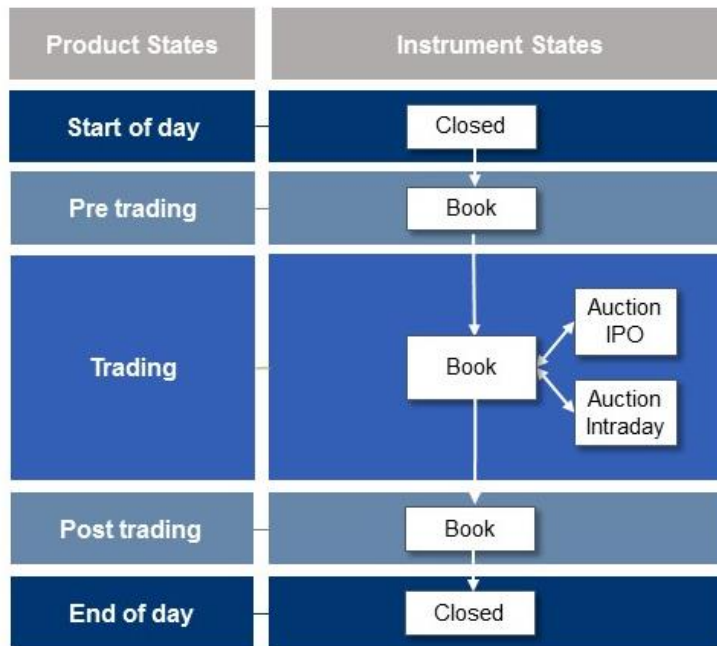 Product States
Instrument States
Start of day
Closed
Pre trading
Book
Trading
Book
Auction
IPO
Auction
Intraday
Post trading
Book
End of day
Closed